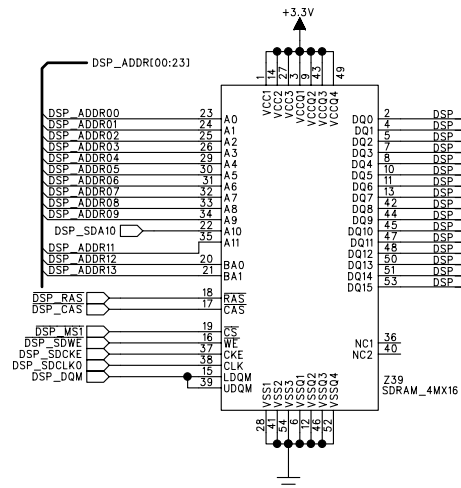 +3.3V
DSP_ADDR[00:23]
1 14 27 3 9 43 49
VCC1 VCC2 VCC3 VCCQ1 VCCQ2 VCCQ3 VCCQ4
DSP_ADDR00 23 A0 DQ0 2 DSP_
DSP_ADDR01 24 A1 DQ1 4 DSP_
DSP_ADDR02 25 A2 DQ2 5 DSP_
DSP_ADDR03 26 A3 DQ3 7 DSP_
DSP_ADDR04 29 A4 DQ4 8 DSP_
DSP_ADDR05 30 A5 DQ5 10 DSP_
DSP_ADDR06 31 A6 DQ6 11 DSP_
DSP_ADDR07 32 A7 DQ7 13 DSP_
DSP_ADDR08 33 A8 DQ8 42 DSP_
DSP_ADDR09 34 A9 DQ9 44 DSP_
DSP_SDA10 22 A10 DQ10 45 DSP_
DSP_ADDR11 35 A11 DQ11 47 DSP_
DSP_ADDR12 20 BA0 DQ12 48 DSP_
DSP_ADDR13 21 BA1 DQ13 50 DSP_
DQ14 51 DSP_
DQ15 53 DSP_
DSP_RAS 18 RAS
DSP_CAS 17 CAS
DSP_MS1 19 CS
DSP_SDWE 16 WE NC1 36
DSP_SDCKE 37 CKE NC2 40
DSP_SDCLK0 38 CLK
DSP_DQM 15 LDQM
39 UDQM
Z39
SDRAM_4MX16
VSS1 VSS2 VSS3 VSSQ1 VSSQ2 VSSQ3 VSSQ4
28 41 54 6 12 46 52